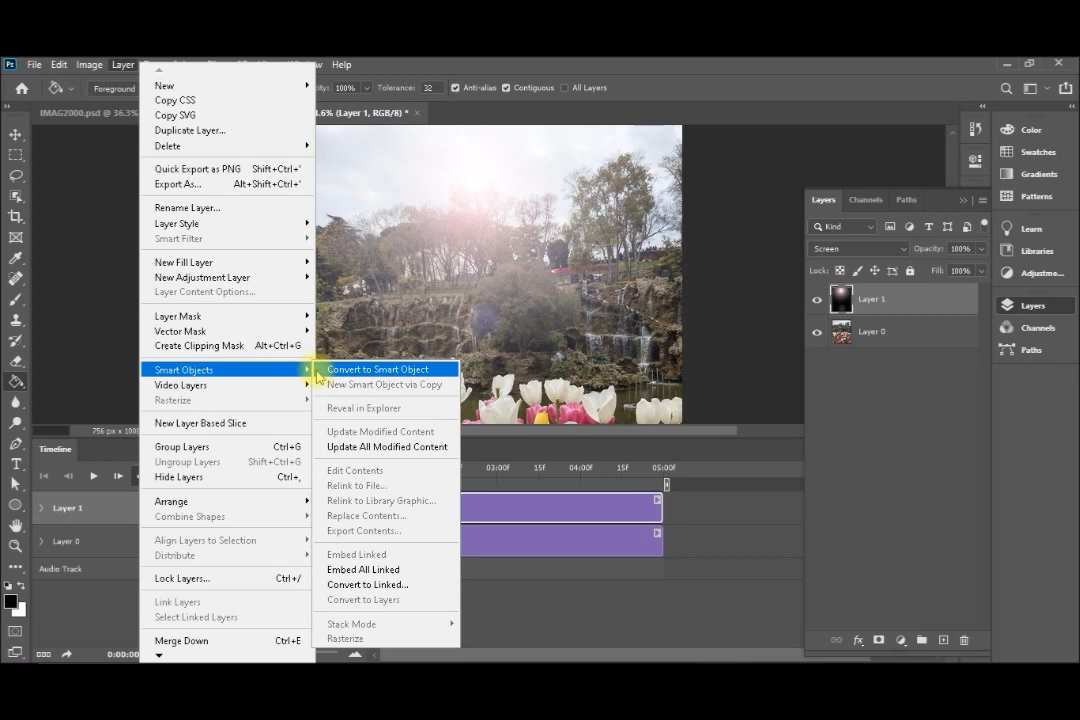 Ps File Edit Image Layer Help
Foreground 100% Tolerance: 32 Anti-alias Contiguous All Layers
IMAG2000.psd @ 36.3% (Layer 1, RGB/8) *
New
Copy CSS
Copy SVG
Duplicate Layer...
Delete
Quick Export as PNG Shift+Ctrl+'
Export As... Alt+Shift+Ctrl+'
Rename Layer...
Layer Style
Smart Filter
New Fill Layer
New Adjustment Layer
Layer Content Options...
Layer Mask
Vector Mask
Create Clipping Mask Alt+Ctrl+G
Smart Objects
Video Layers
Rasterize
New Layer Based Slice
Group Layers Ctrl+G
Ungroup Layers Shift+Ctrl+G
Hide Layers Ctrl+,
Arrange
Combine Shapes
Align Layers to Selection
Distribute
Lock Layers... Ctrl+/
Link Layers
Select Linked Layers
Merge Down Ctrl+E
Convert to Smart Object
New Smart Object via Copy
Reveal in Explorer
Update Modified Content
Update All Modified Content
Edit Contents
Relink to File...
Relink to Library Graphic...
Replace Contents...
Export Contents...
Embed Linked
Embed All Linked
Convert to Linked...
Convert to Layers
Stack Mode
Rasterize
Timeline
03:00f 15f 04:00f 15f 05:00f
Layer 1
Layer 0
Audio Track
Layers Channels Paths
Kind
Screen Opacity: 100%
Lock: Fill: 100%
Layer 1
Layer 0
fx
Color
Swatches
Gradients
Patterns
Learn
Libraries
Adjustme...
Layers
Channels
Paths